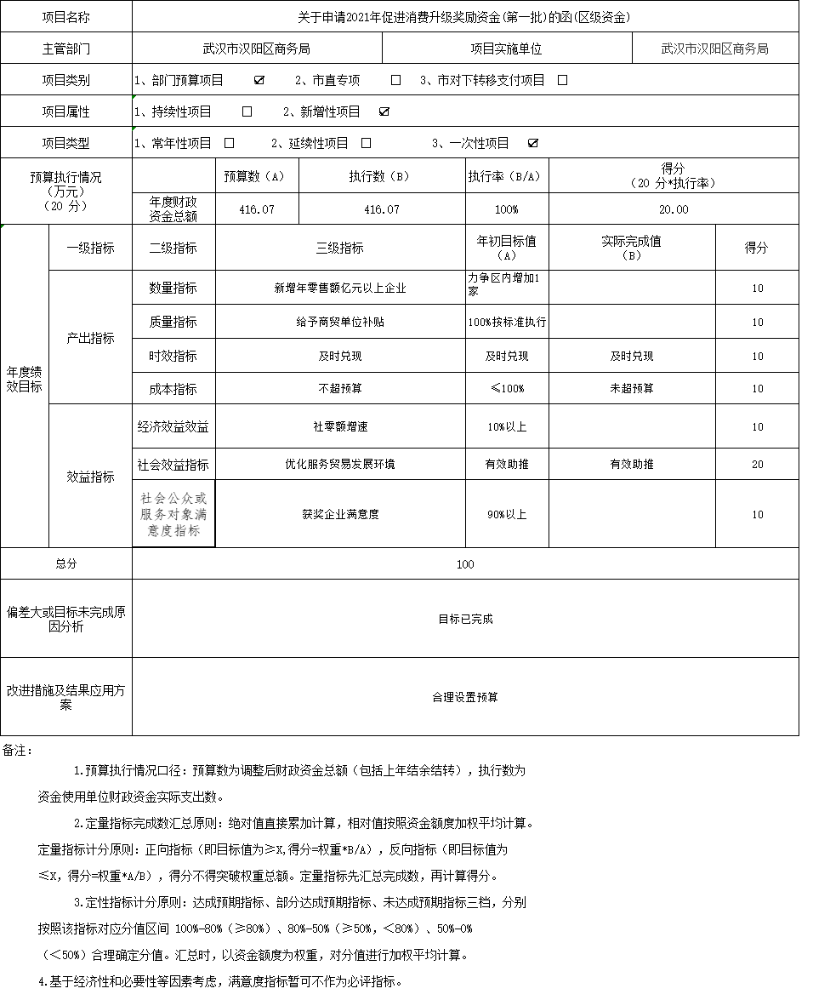 项目名称 关于申请2021年促进消费升级奖励资金(第一批)的函(区级资金)
主管部门 武汉市汉阳区商务局 项目实施单位 武汉市汉阳区商务局
项目类别 1、部门预算项目 ☑ 2、市直专项 □ 3、市对下转移支付项目 □
项目属性 1、持续性项目 □ 2、新增性项目 ☑
项目类型 1、常年性项目 □ 2、延续性项目 □ 3、一次性项目 ☑
预算执行情况
（万元）
（20 分）
预算数（A） 执行数（B） 执行率（B/A） 得分
（20 分*执行率）
年度财政
资金总额
416.07 416.07 100% 20.00
年度绩
效目标
一级指标 二级指标 三级指标 年初目标值
（A）
实际完成值
（B）
得分
产出指标
数量指标 新增年零售额亿元以上企业 力争区内增加1
家
10
质量指标 给予商贸单位补贴 100%按标准执行 10
时效指标 及时兑现 及时兑现 及时兑现 10
成本指标 不超预算 ≤100% 未超预算 10
效益指标
经济效益效益 社零额增速 10%以上 10
社会效益指标 优化服务贸易发展环境 有效助推 有效助推 20
社会公众或
服务对象满
意度指标
获奖企业满意度 90%以上 10
总分 100
偏差大或目标未完成原
因分析
目标已完成
改进措施及结果应用方
案
合理设置预算
备注：
1.预算执行情况口径：预算数为调整后财政资金总额（包括上年结余结转），执行数为
资金使用单位财政资金实际支出数。
2.定量指标完成数汇总原则：绝对值直接累加计算，相对值按照资金额度加权平均计算。
定量指标计分原则：正向指标（即目标值为≥X,得分=权重*B/A），反向指标（即目标值为
≤X，得分=权重*A/B），得分不得突破权重总额。定量指标先汇总完成数，再计算得分。
3.定性指标计分原则：达成预期指标、部分达成预期指标、未达成预期指标三档，分别
按照该指标对应分值区间 100%-80%（≥80%）、80%-50%（≥50%，＜80%）、50%-0%
（＜50%）合理确定分值。汇总时，以资金额度为权重，对分值进行加权平均计算。
4.基于经济性和必要性等因素考虑，满意度指标暂可不作为必评指标。